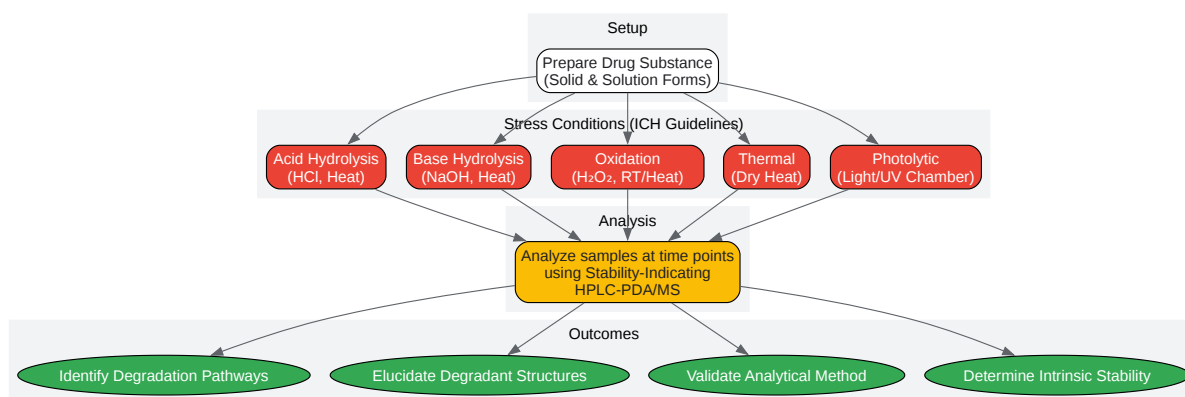 Setup
Prepare Drug Substance
(Solid & Solution Forms)
Stress Conditions (ICH Guidelines)
Acid Hydrolysis
(HCl, Heat)
Base Hydrolysis
(NaOH, Heat)
Oxidation
(H₂O₂, RT/Heat)
Thermal
(Dry Heat)
Photolytic
(Light/UV Chamber)
Analysis
Analyze samples at time points
using Stability-Indicating
HPLC-PDA/MS
Outcomes
Identify Degradation Pathways
Elucidate Degradant Structures
Validate Analytical Method
Determine Intrinsic Stability